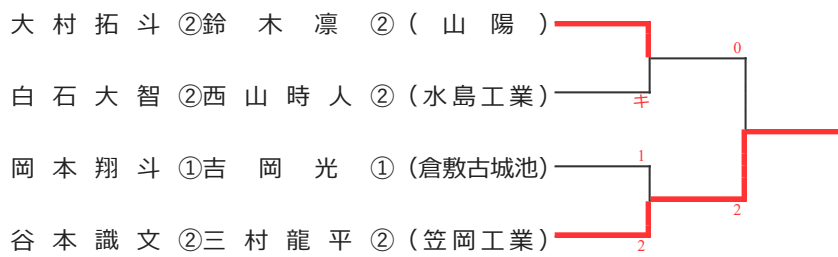 大村拓斗②鈴木凛②(山陽)
0
白石大智②西山時人②(水島工業)
キ
岡本翔斗①吉岡光①(倉敷古城池)
1
2
谷本識文②三村龍平②(笠岡工業)
2